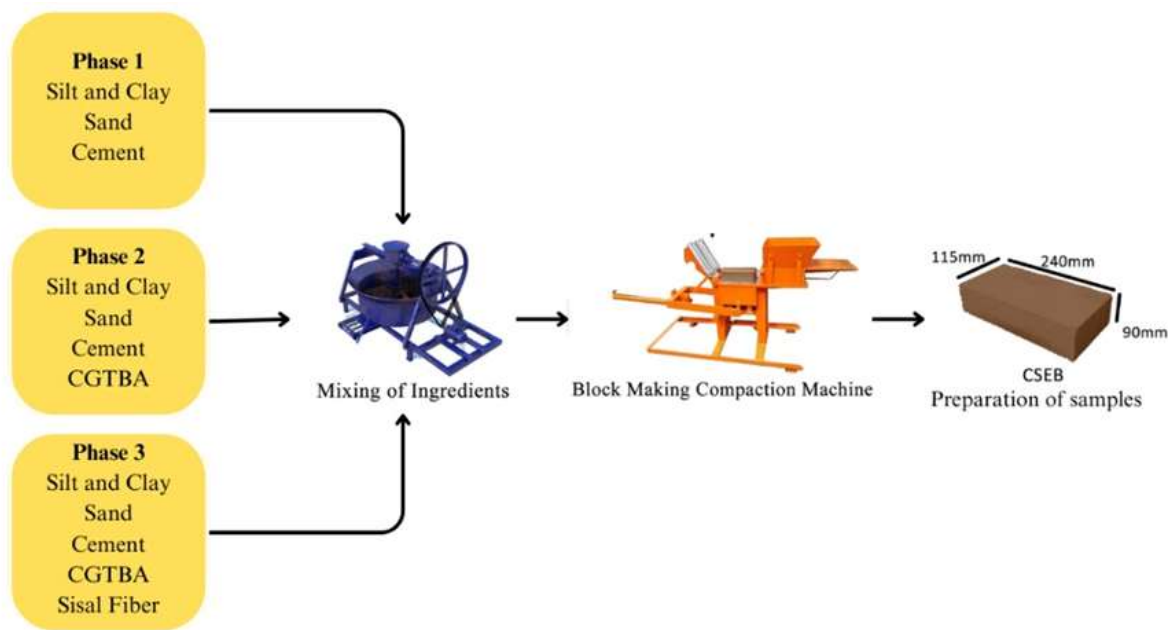 Phase 1
Silt and Clay
Sand
Cement
Phase 2
Silt and Clay
Sand
Cement
CGTBA
Phase 3
Silt and Clay
Sand
Cement
CGTBA
Sisal Fiber
Mixing of Ingredients
Block Making Compaction Machine
115mm
240mm
90mm
CSEB
Preparation of samples